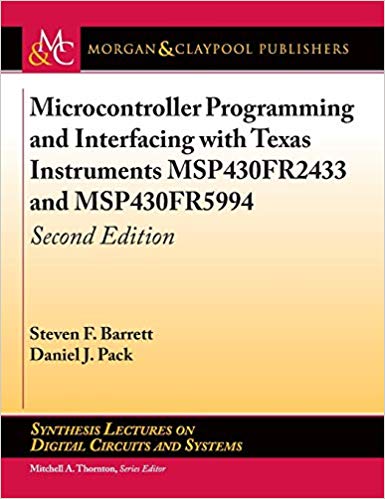 M&C MORGAN & CLAYPOOL PUBLISHERS
Microcontroller Programming
and Interfacing with Texas
Instruments MSP430FR2433
and MSP430FR5994
Second Edition
Steven F. Barrett
Daniel J. Pack
SYNTHESIS LECTURES ON
DIGITAL CIRCUITS AND SYSTEMS
Mitchell A. Thornton, Series Editor